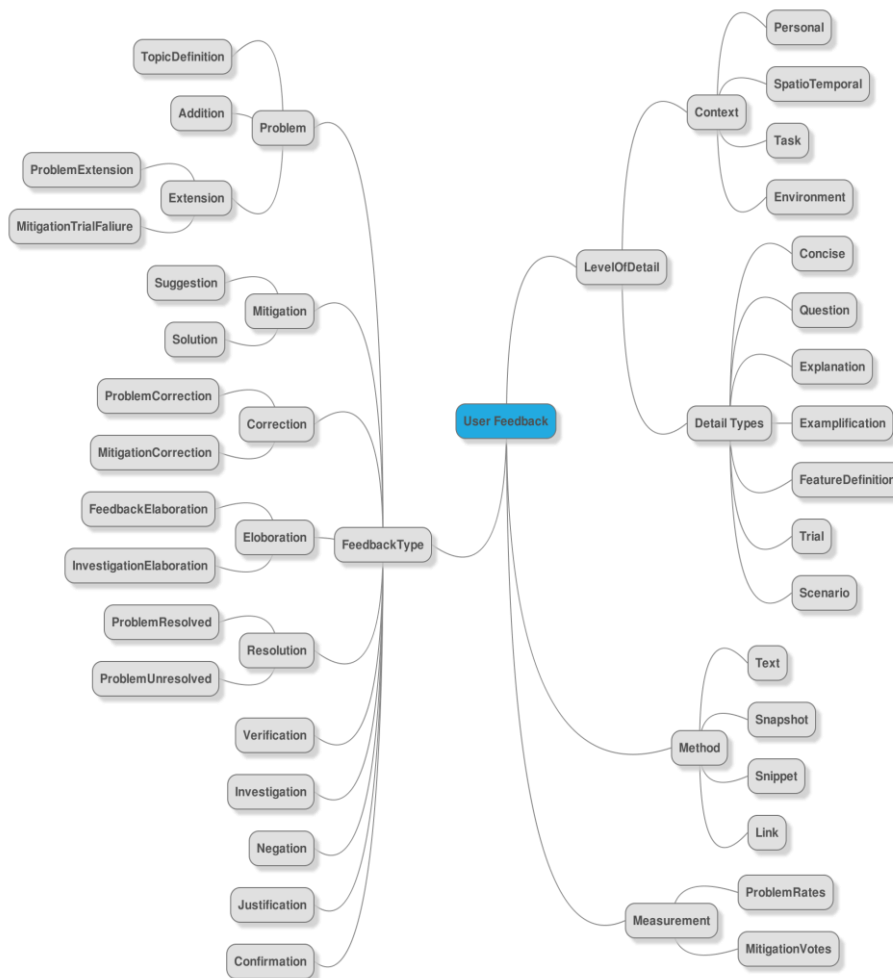 User Feedback
FeedbackType
Problem
TopicDefinition
Addition
Extension
ProblemExtension
MitigationTrialFaliure
Mitigation
Suggestion
Solution
Correction
ProblemCorrection
MitigationCorrection
Eloboration
FeedbackElaboration
InvestigationElaboration
Resolution
ProblemResolved
ProblemUnresolved
Verification
Investigation
Negation
Justification
Confirmation
LevelOfDetail
Context
Personal
SpatioTemporal
Task
Environment
Detail Types
Concise
Question
Explanation
Examplification
FeatureDefinition
Trial
Scenario
Method
Text
Snapshot
Snippet
Link
Measurement
ProblemRates
MitigationVotes